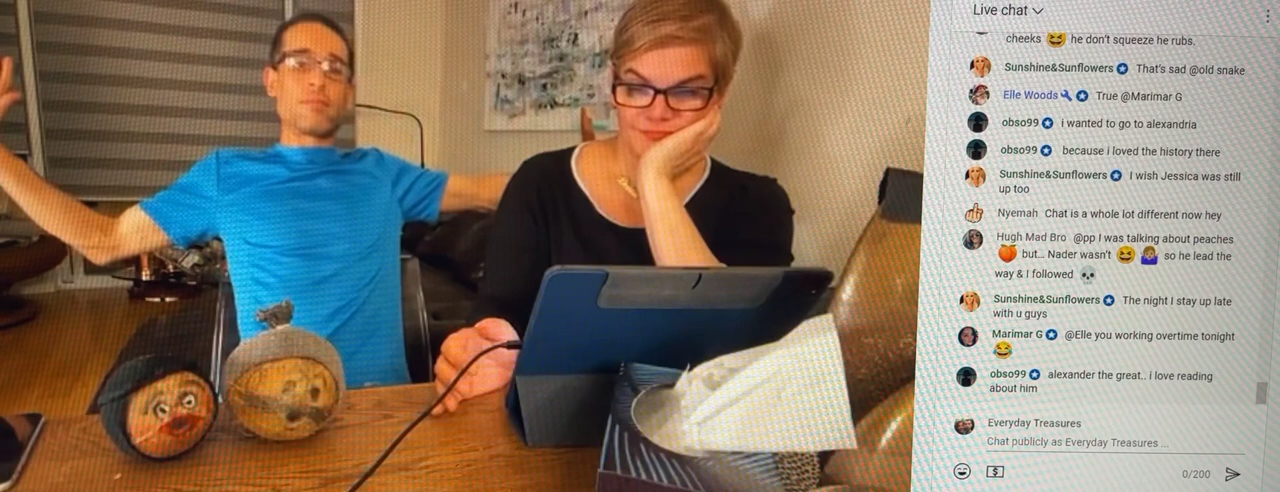 Live chat
cheeks 😆 he don't squeeze he rubs.
Sunshine&Sunflowers That's sad @old snake
Elle Woods🔧 True @Marimar G
obso99 i wanted to go to alexandria
obso99 because i loved the history there
Sunshine&Sunflowers I wish Jessica was still
up too
Nyemah Chat is a whole lot different now hey
Hugh Mad Bro @pp I was talking about peaches
🍑 but... Nader wasn't 😆 🤷🏽 so he lead the
way & I followed 💀
Sunshine&Sunflowers The night I stay up late
with u guys
Marimar G @Elle you working overtime tonight
😂
obso99 alexander the great.. i love reading
about him
Everyday Treasures
Chat publicly as Everyday Treasures ...
0/200